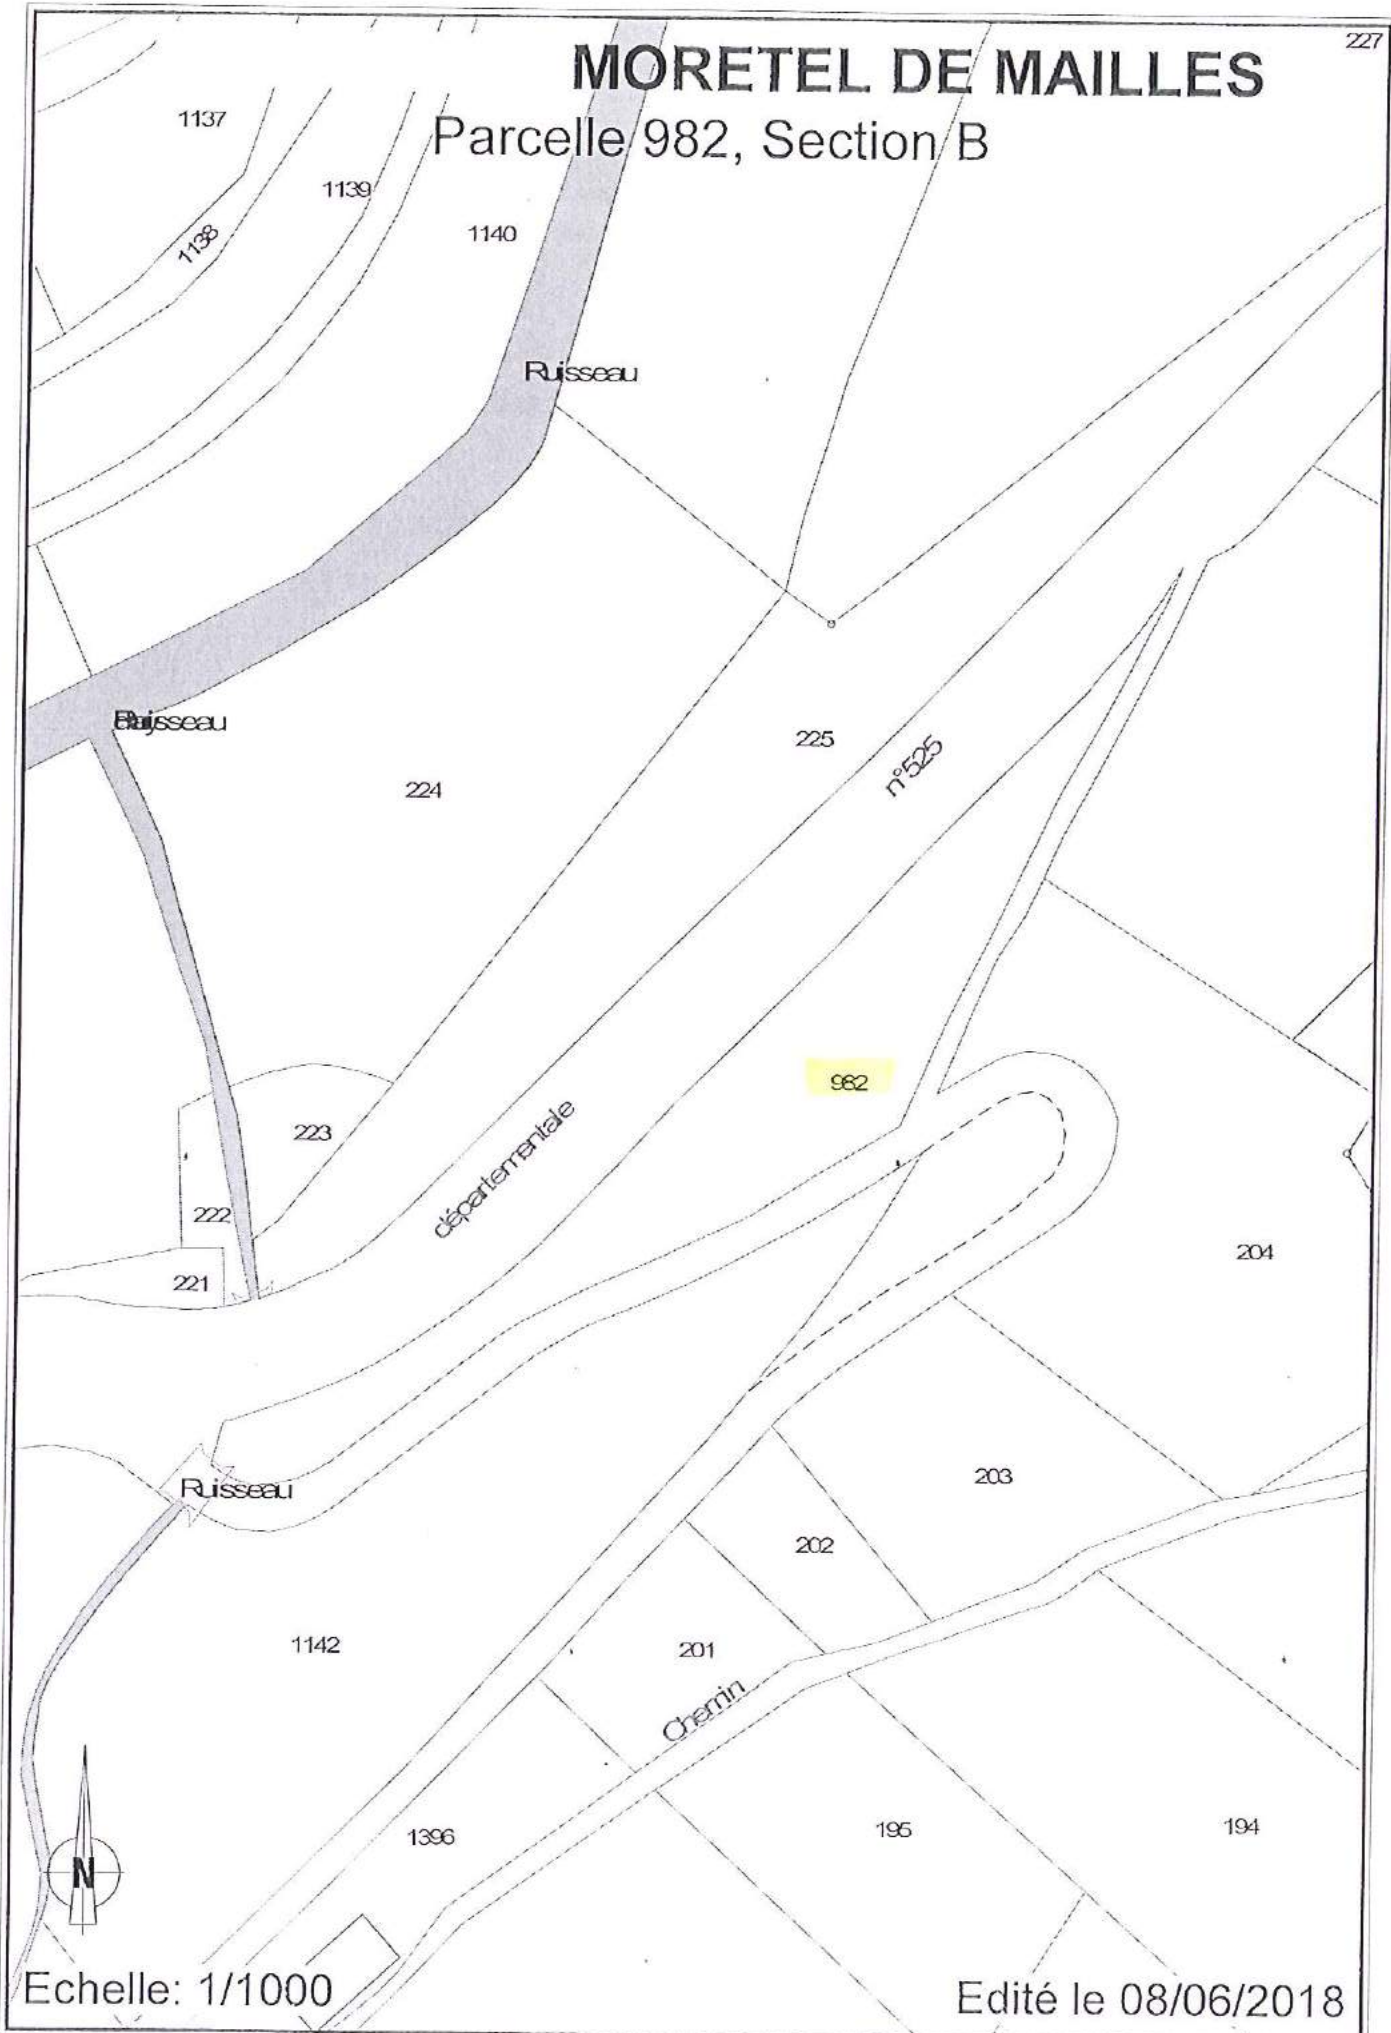 227
MORETEL DE MAILLES
Parcelle 982, Section B
1137
1139
1138
1140
Ruisseau
Ruisseau
225
n°525
224
982
départementale
223
222
204
221
203
Ruisseau
202
1142
201
Chemin
1396
195
194
N
Echelle: 1/1000
Edité le 08/06/2018